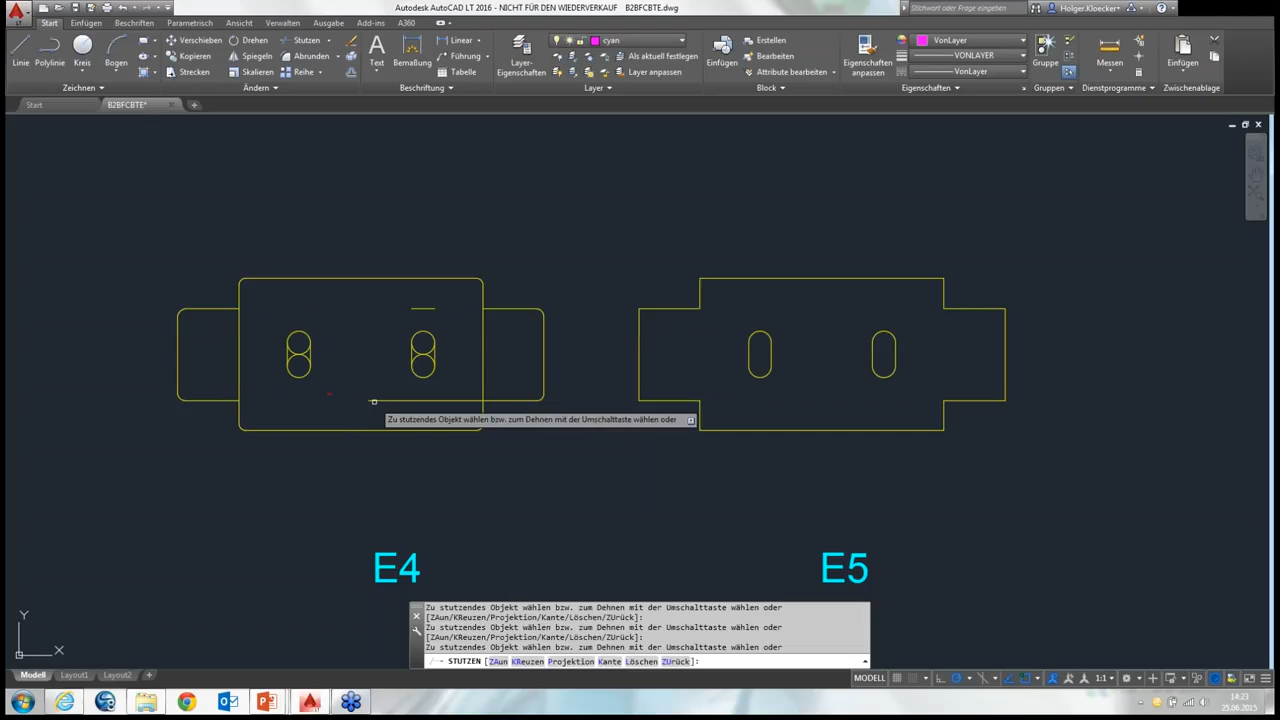 Autodesk AutoCAD LT 2016 - NICHT FÜR DEN WIEDERVERKAUF B2BFCBTE.dwg
Stichwort oder Frage eingeben
Holger.Kloecker...
Start Einfügen Beschriften Parametrisch Ansicht Verwalten Ausgabe Add-ins A360
Verschieben Drehen Stutzen
Kopieren Spiegeln Abrunden
Strecken Skalieren Reihe
Linie Polylinie Kreis Bogen
Text Bemaßung
Linear
Führung
Tabelle
Layer-Eigenschaften
cyan
Als aktuell festlegen
Layer anpassen
Einfügen
Erstellen
Bearbeiten
Attribute bearbeiten
Eigenschaften anpassen
VonLayer
VONLAYER
VonLayer
Gruppe
Messen
Einfügen
Zeichnen Ändern Beschriftung Layer Block Eigenschaften Gruppen Dienstprogramme Zwischenablage
Start B2BFCBTE*
Zu stutzendes Objekt wählen bzw. zum Dehnen mit der Umschalttaste wählen oder
E4 E5
Zu stutzendes Objekt wählen bzw. zum Dehnen mit der Umschalttaste wählen oder
[ZAun/KReuzen/Projektion/Kante/Löschen/ZUrück]:
Zu stutzendes Objekt wählen bzw. zum Dehnen mit der Umschalttaste wählen oder
[ZAun/KReuzen/Projektion/Kante/Löschen/ZUrück]:
Zu stutzendes Objekt wählen bzw. zum Dehnen mit der Umschalttaste wählen oder
STUTZEN [ZAun KReuzen Projektion Kante Löschen ZUrück]:
Y
X
Modell Layout1 Layout2
MODELL
1:1
14:23
25.06.2015